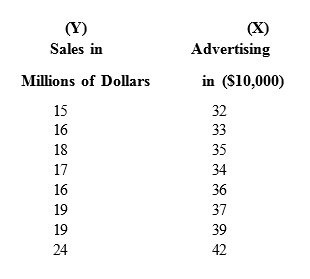 (Y) (X)
Sales in Advertising
Millions of Dollars in ($10,000)
15 32
16 33
18 35
17 34
16 36
19 37
19 39
24 42